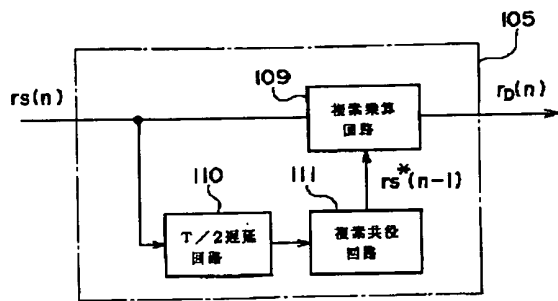 105
109
rs(n)
複素乗算
回路
rD(n)
110
111
rs*(n-1)
T/2遅延
回路
複素共役
回路